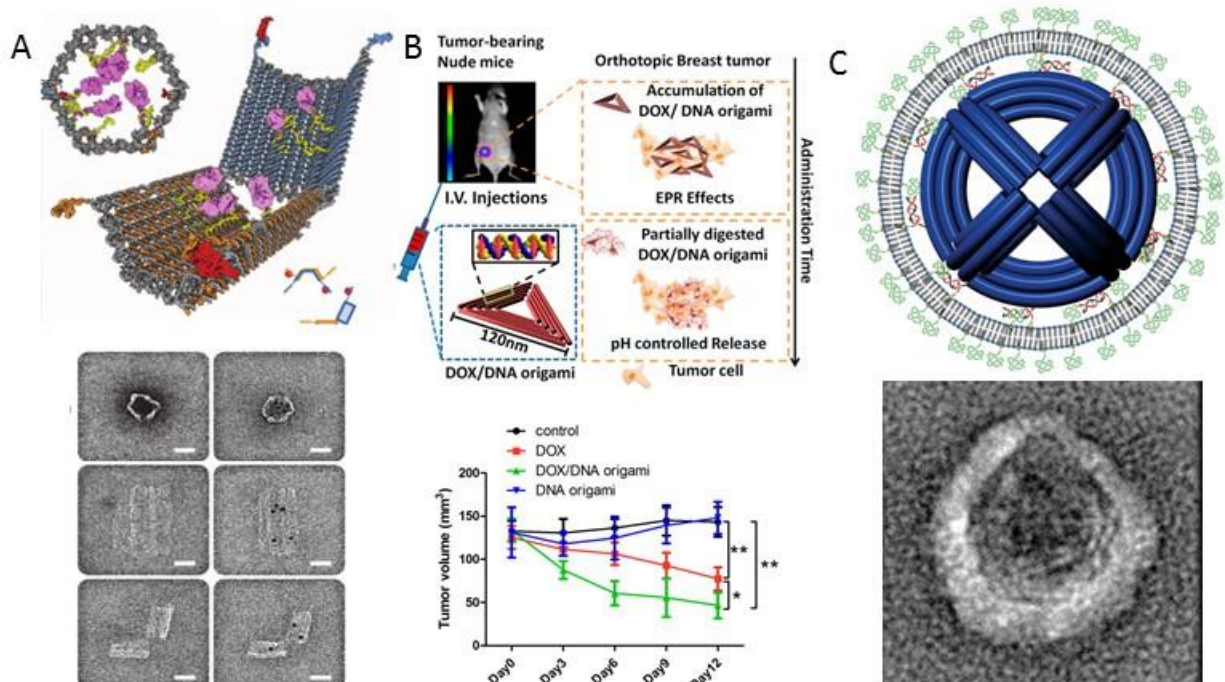 A
B
Tumor-bearing
Nude mice
I.V. Injections
120nm
DOX/DNA origami
Orthotopic Breast tumor
Accumulation of
DOX/ DNA origami
EPR Effects
Partially digested
DOX/DNA origami
pH controlled Release
Tumor cell
Administration Time
C
control
DOX
DOX/DNA origami
DNA origami
Tumor volume (mm³)
200
150
100
50
0
**
**
*
Day0
Day3
Day6
Day9
Day12